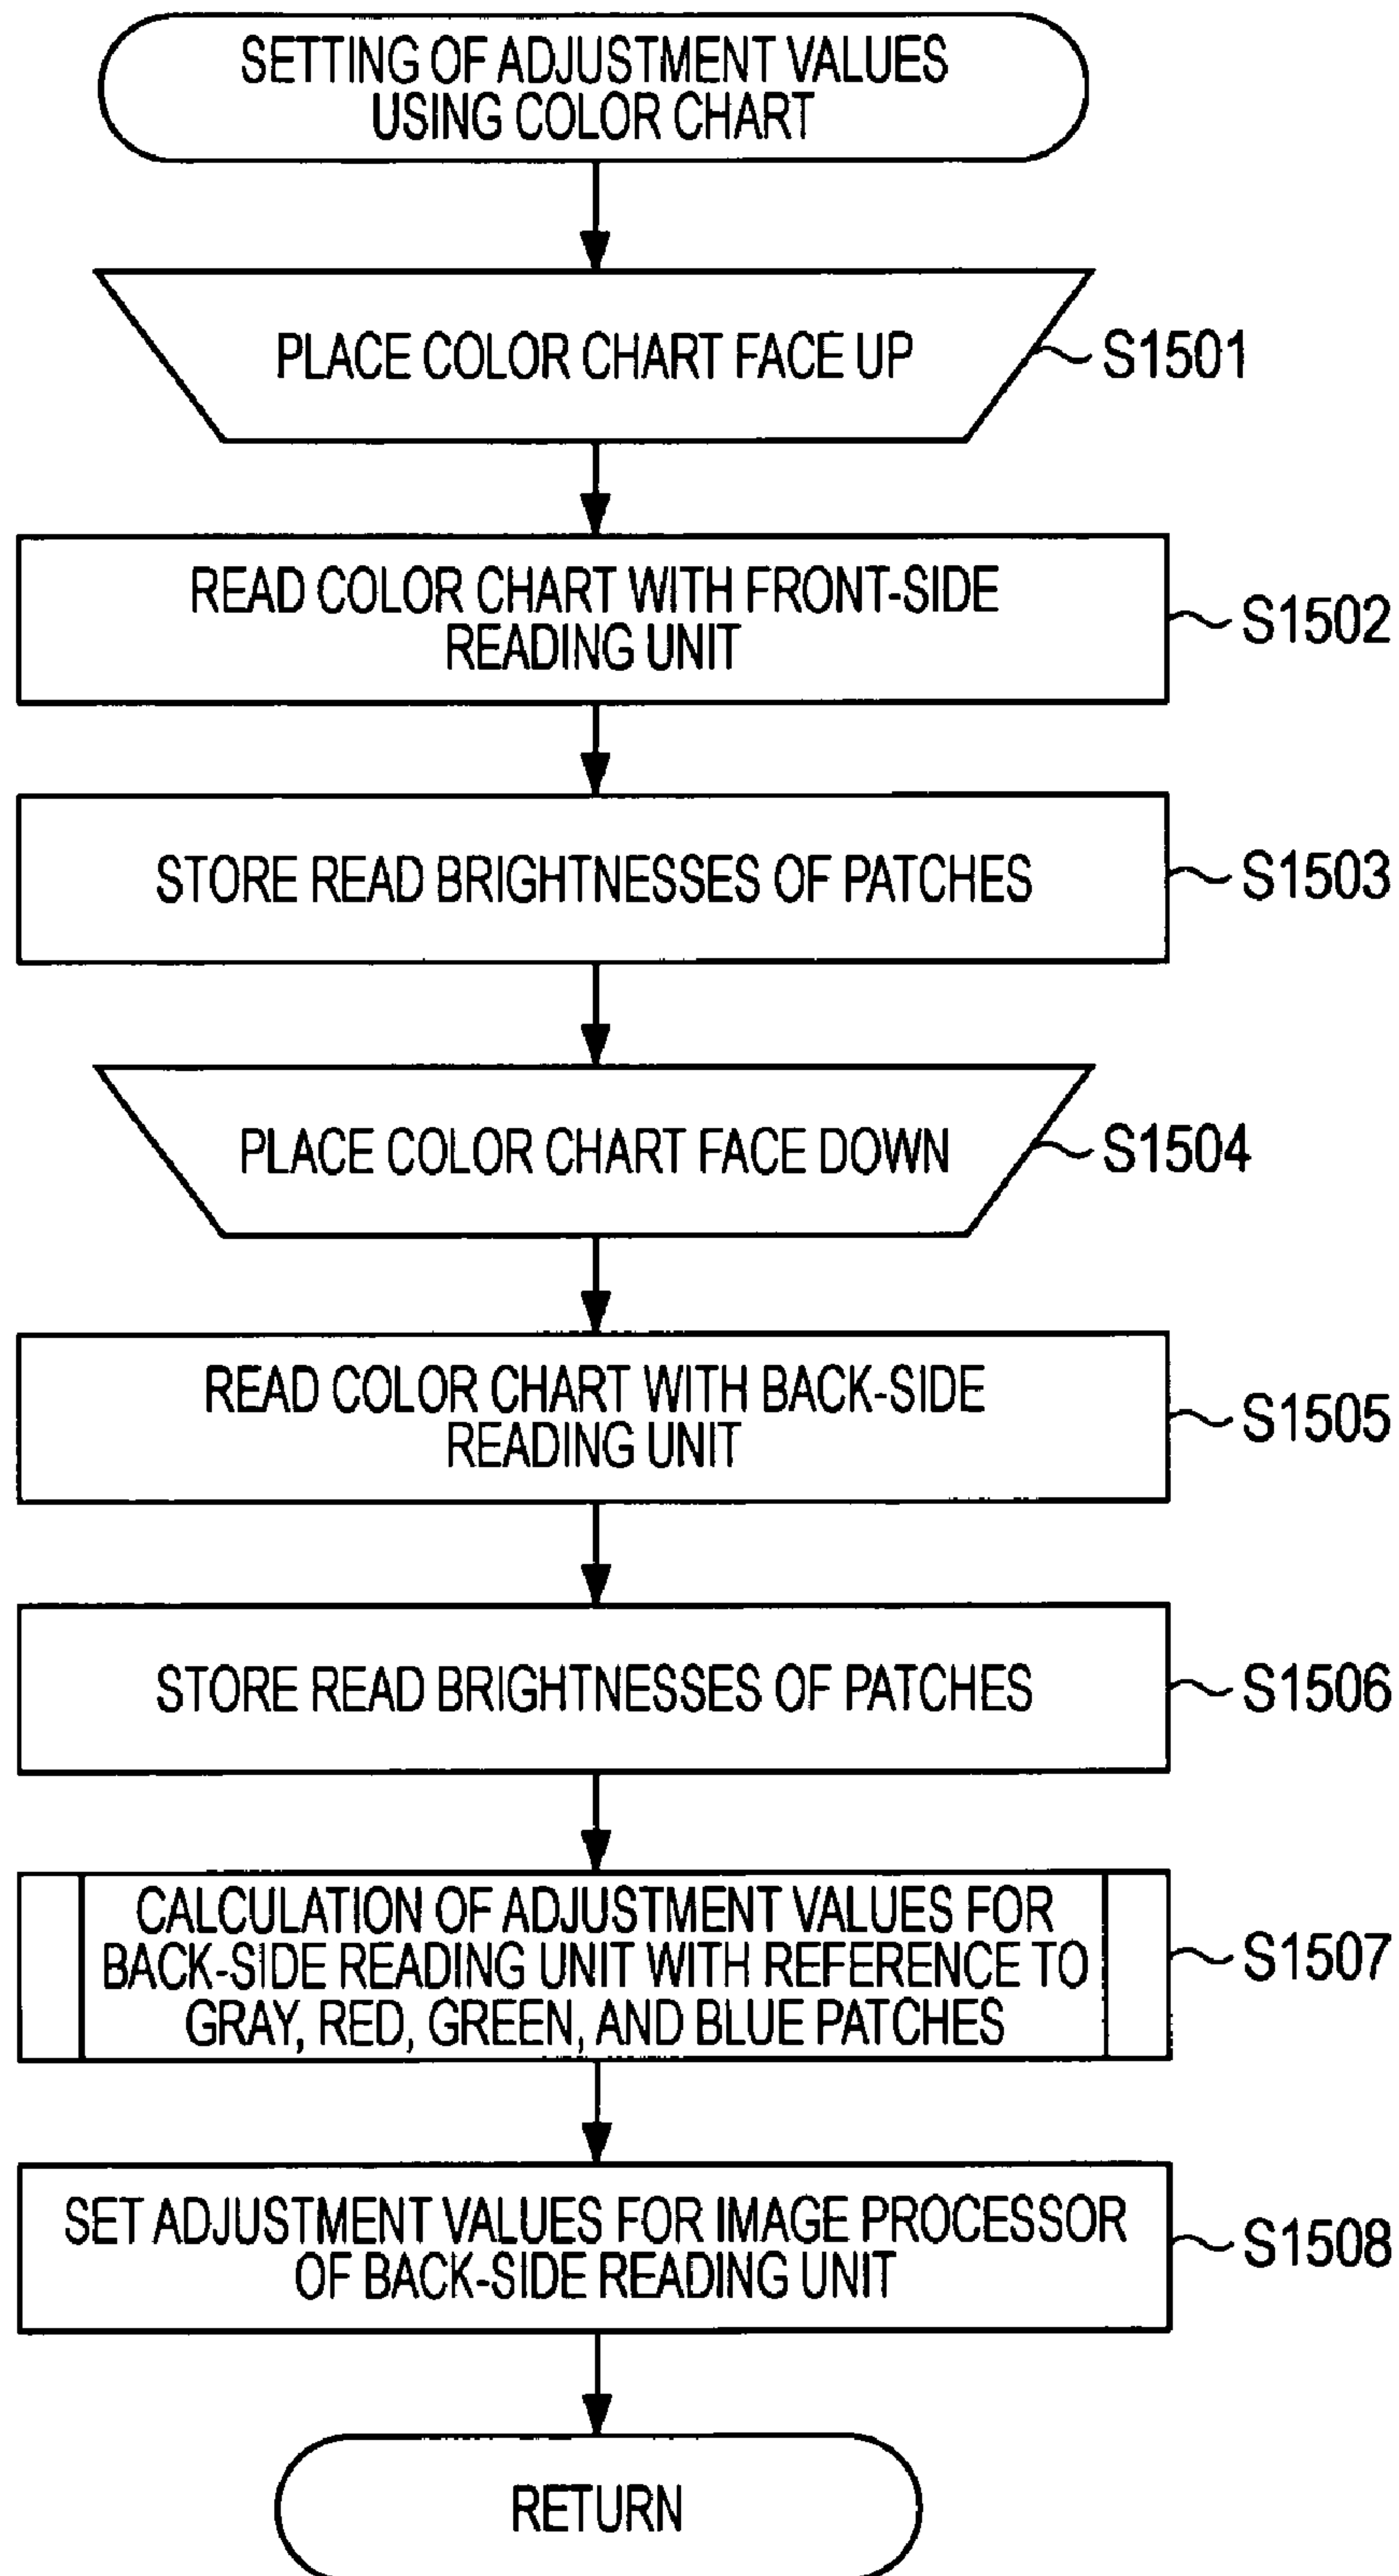 SETTING OF ADJUSTMENT VALUES
USING COLOR CHART
PLACE COLOR CHART FACE UP
S1501
READ COLOR CHART WITH FRONT-SIDE
READING UNIT
S1502
STORE READ BRIGHTNESSES OF PATCHES
S1503
PLACE COLOR CHART FACE DOWN
S1504
READ COLOR CHART WITH BACK-SIDE
READING UNIT
S1505
STORE READ BRIGHTNESSES OF PATCHES
S1506
CALCULATION OF ADJUSTMENT VALUES FOR
BACK-SIDE READING UNIT WITH REFERENCE TO
GRAY, RED, GREEN, AND BLUE PATCHES
S1507
SET ADJUSTMENT VALUES FOR IMAGE PROCESSOR
OF BACK-SIDE READING UNIT
S1508
RETURN